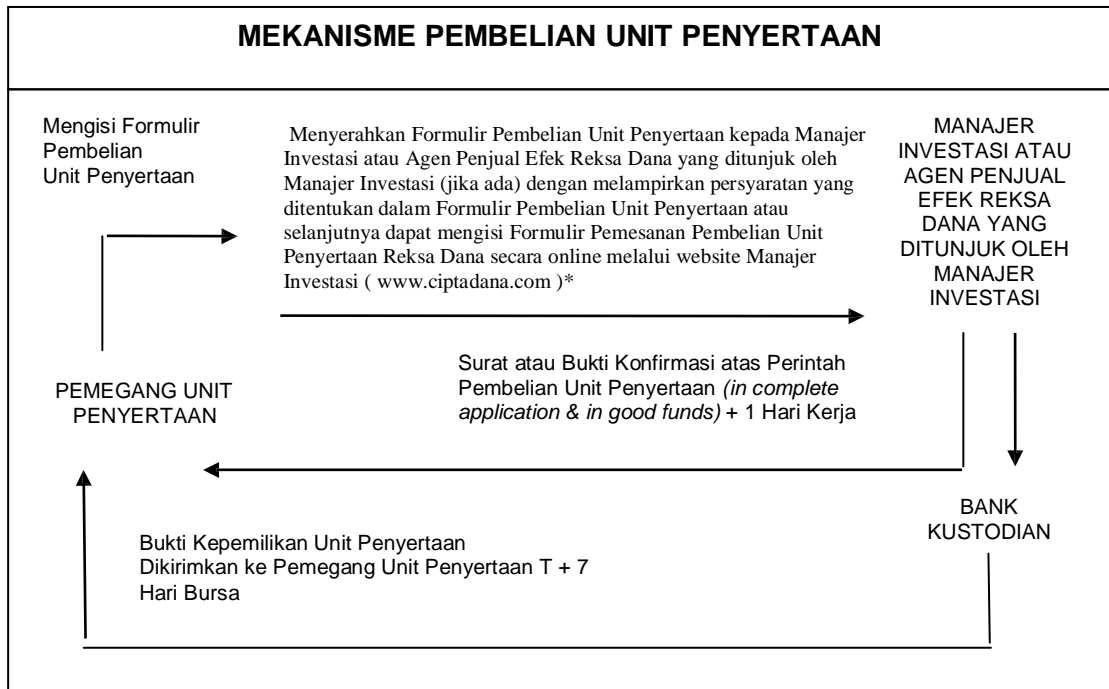 MEKANISME PEMBELIAN UNIT PENYERTAAN
Mengisi Formulir
Pembelian
Unit Penyertaan
Menyerahkan Formulir Pembelian Unit Penyertaan kepada Manajer
Investasi atau Agen Penjual Efek Reksa Dana yang ditunjuk oleh
Manajer Investasi (jika ada) dengan melampirkan persyaratan yang
ditentukan dalam Formulir Pembelian Unit Penyertaan atau
selanjutnya dapat mengisi Formulir Pemesanan Pembelian Unit
Penyertaan Reksa Dana secara online melalui website Manajer
Investasi ( www.ciptadana.com )*
MANAJER
INVESTASI ATAU
AGEN PENJUAL
EFEK REKSA
DANA YANG
DITUNJUK OLEH
MANAJER
INVESTASI
Surat atau Bukti Konfirmasi atas Perintah
Pembelian Unit Penyertaan (in complete
application & in good funds) + 1 Hari Kerja
PEMEGANG UNIT
PENYERTAAN
BANK
KUSTODIAN
Bukti Kepemilikan Unit Penyertaan
Dikirimkan ke Pemegang Unit Penyertaan T + 7
Hari Bursa